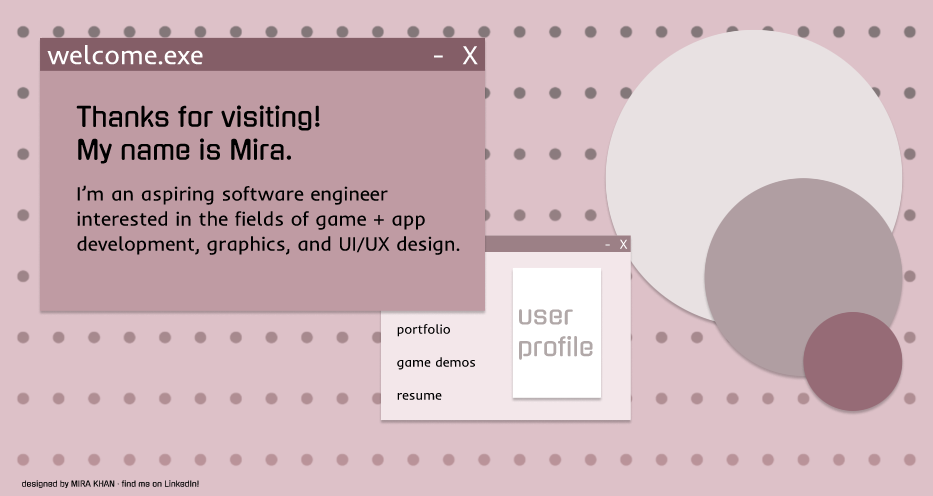 welcome.exe - X
Thanks for visiting!
My name is Mira.
I'm an aspiring software engineer
interested in the fields of game + app
development, graphics, and UI/UX design.
- X
user
profile
portfolio
game demos
resume
designed by MIRA KHAN - find me on LinkedIn!